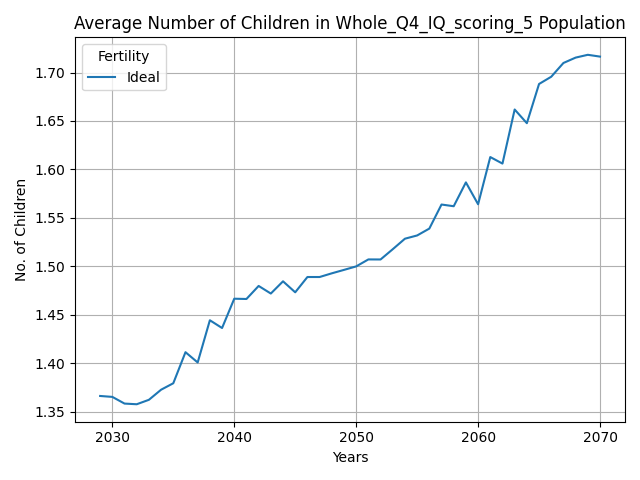 Average Number of Children in Whole_Q4_IQ_scoring_5 Population
Fertility
Ideal
1.70
1.65
1.60
1.55
1.50
1.45
1.40
1.35
No. of Children
2030 2040 2050 2060 2070
Years